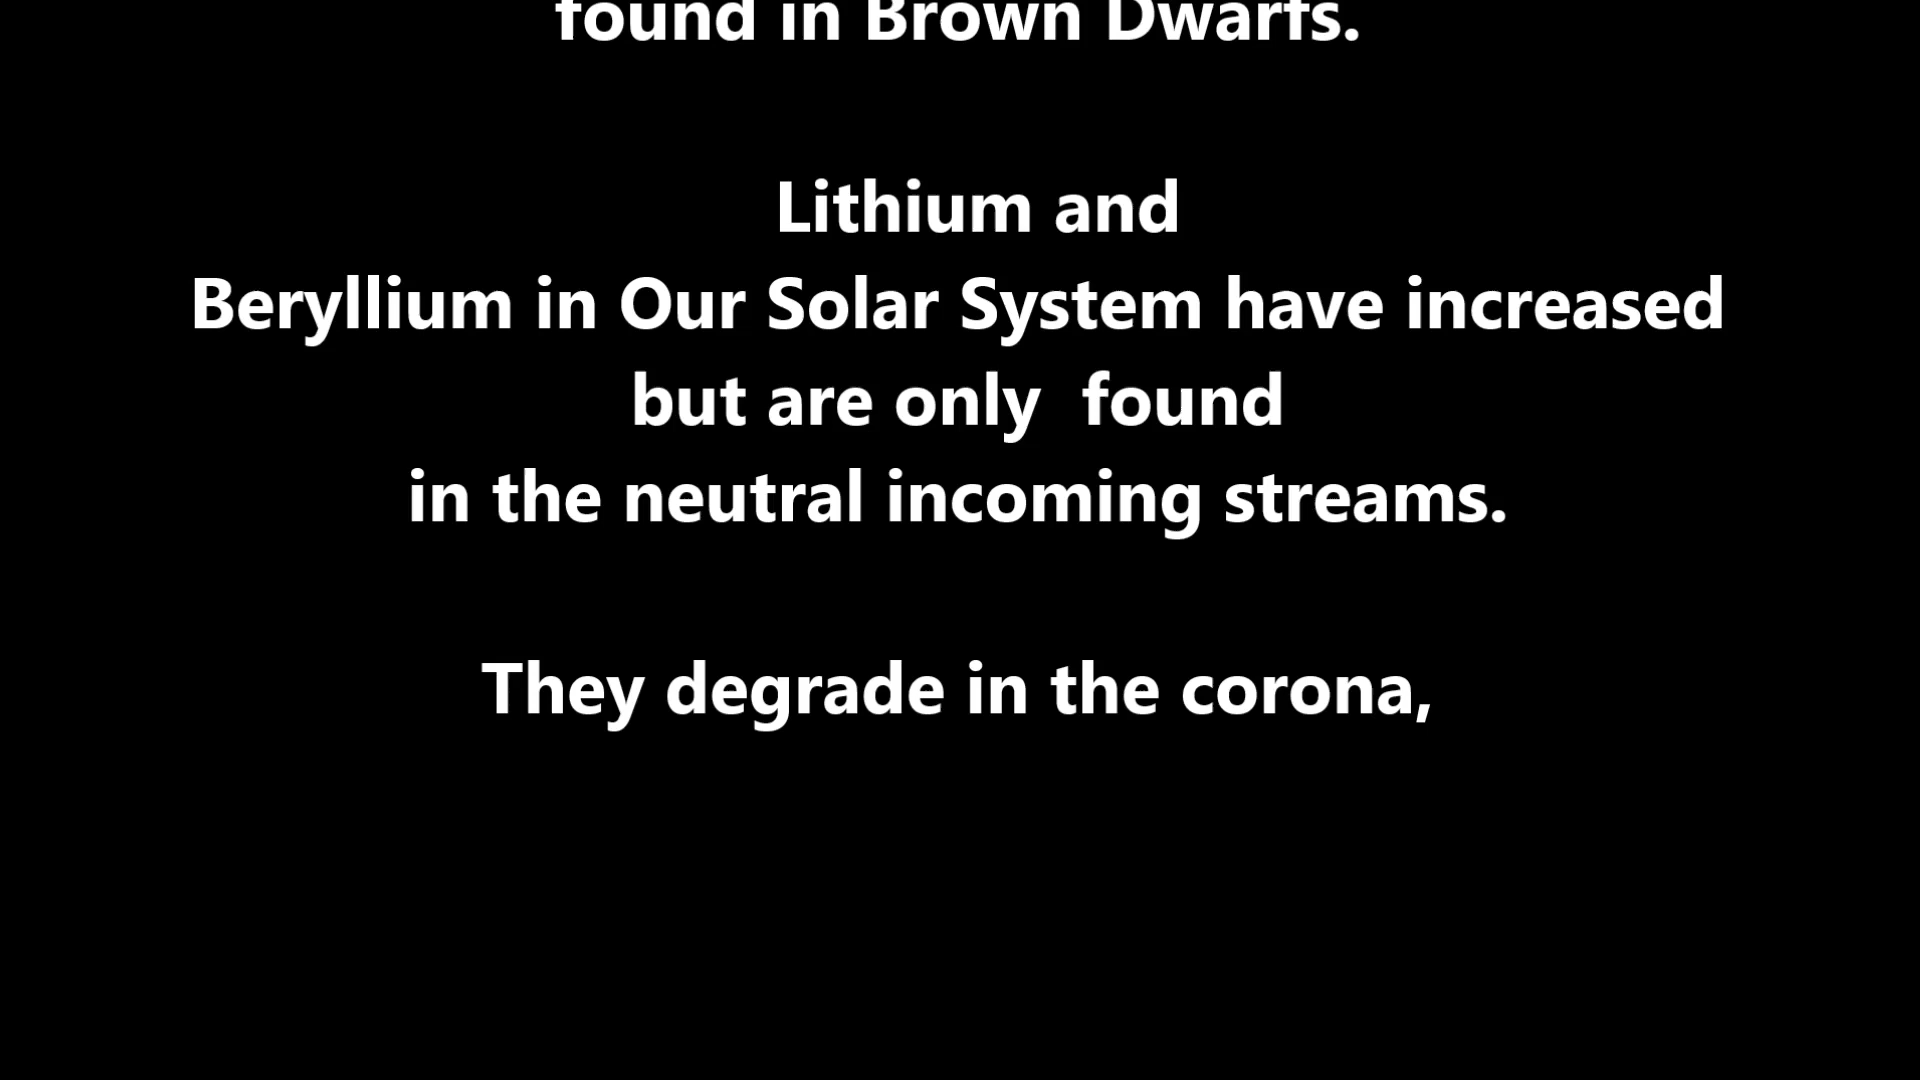 found in Brown Dwarfs.
Lithium and
Beryllium in Our Solar System have increased
but are only  found
in the neutral incoming streams.
They degrade in the corona,